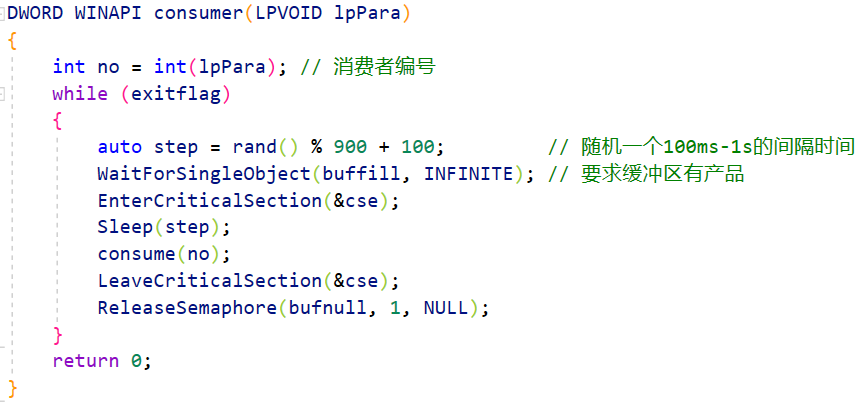 DWORD WINAPI consumer(LPVOID lpPara)
{
    int no = int(lpPara); // 消费者编号
    while (exitflag)
    {
        auto step = rand() % 900 + 100;         // 随机一个100ms-1s的间隔时间
        WaitForSingleObject(buffill, INFINITE); // 要求缓冲区有产品
        EnterCriticalSection(&cse);
        Sleep(step);
        consume(no);
        LeaveCriticalSection(&cse);
        ReleaseSemaphore(bufnull, 1, NULL);
    }
    return 0;
}